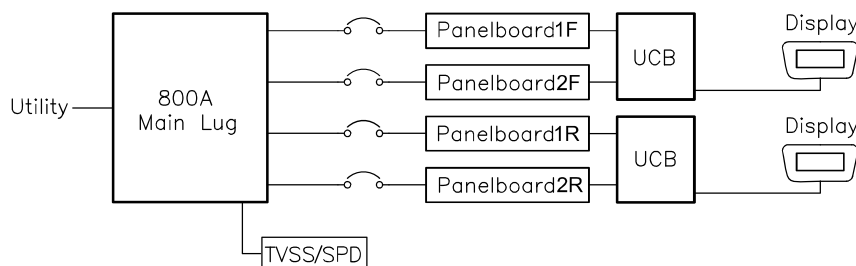 Utility
800A
Main Lug
Panelboard1F
Panelboard2F
Panelboard1R
Panelboard2R
UCB
UCB
Display
Display
TVSS/SPD